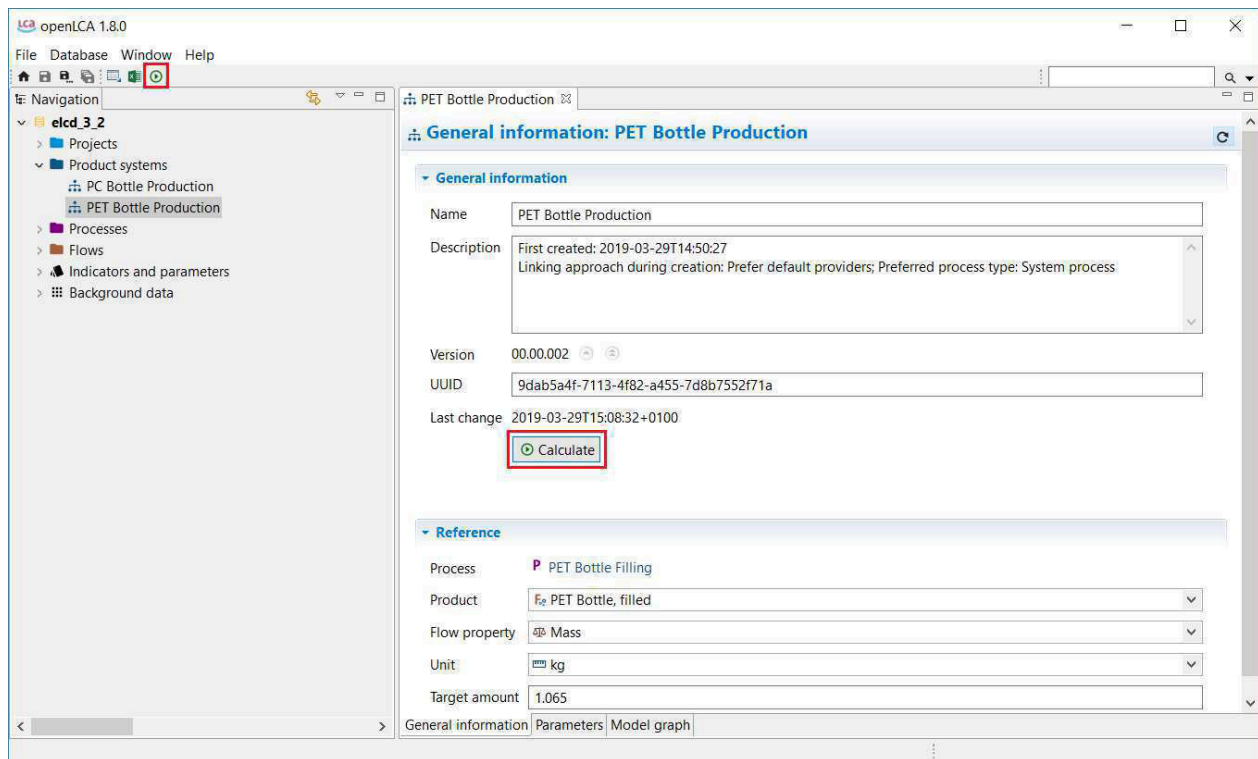 LCA openLCA 1.8.0
File Database Window Help
Navigation
elcd_3_2
Projects
Product systems
PC Bottle Production
PET Bottle Production
Processes
Flows
Indicators and parameters
Background data
PET Bottle Production
General information: PET Bottle Production
General information
Name PET Bottle Production
Description First created: 2019-03-29T14:50:27
Linking approach during creation: Prefer default providers; Preferred process type: System process
Version 00.00.002
UUID 9dab5a4f-7113-4f82-a455-7d8b7552f71a
Last change 2019-03-29T15:08:32+0100
Calculate
Reference
Process P PET Bottle Filling
Product PET Bottle, filled
Flow property Mass
Unit kg
Target amount 1.065
General information Parameters Model graph